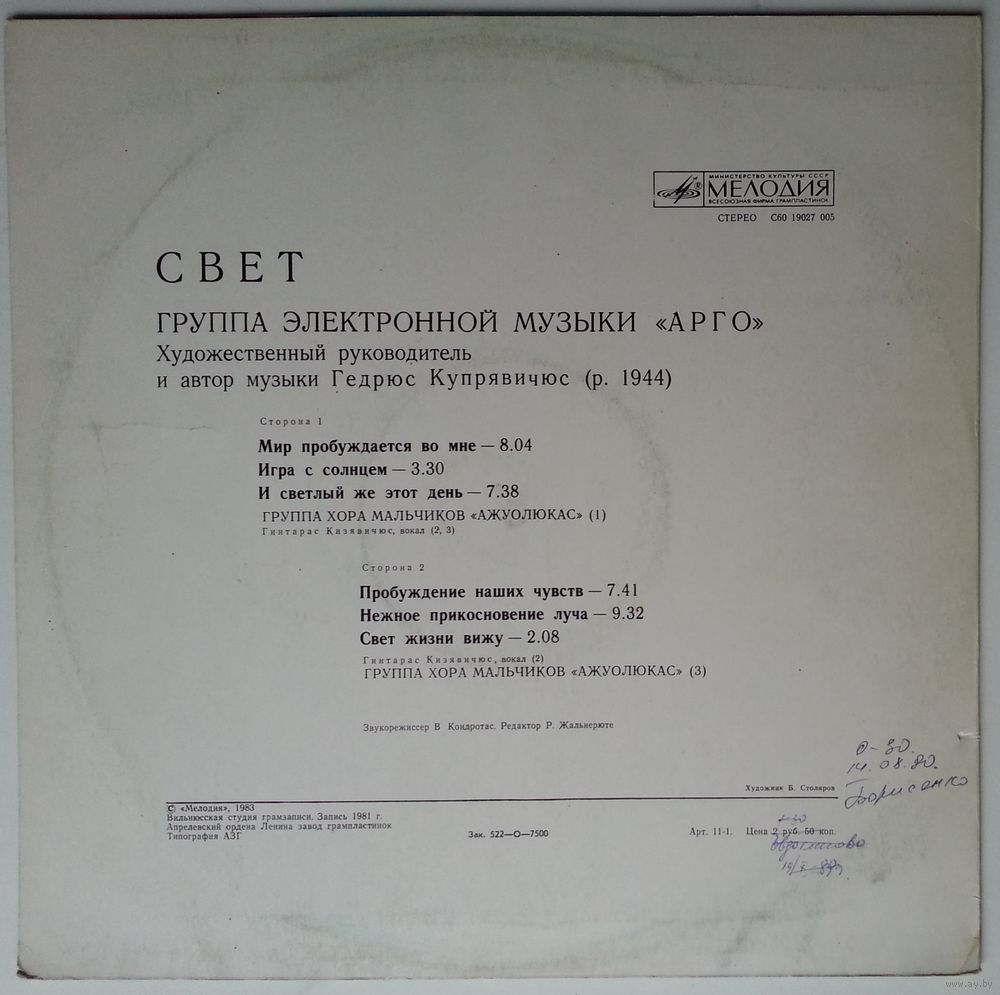 МИНИСТЕРСТВО КУЛЬТУРЫ СССР
МЕЛОДИЯ
ВСЕСОЮЗНАЯ ФИРМА ГРАМПЛАСТИНОК
СТЕРЕО С60 19027 005
СВЕТ
ГРУППА ЭЛЕКТРОННОЙ МУЗЫКИ «АРГО»
Художественный руководитель
и автор музыки Гедрюс Купрявичюс (р. 1944)
Сторона 1
Мир пробуждается во мне — 8.04
Игра с солнцем — 3.30
И светлый же этот день — 7.38
ГРУППА ХОРА МАЛЬЧИКОВ «АЖУОЛЮКАС» (1)
Гинтарас Кизявичюс, вокал (2, 3)
Сторона 2
Пробуждение наших чувств — 7.41
Нежное прикосновение луча — 9.32
Свет жизни вижу — 2.08
Гинтарас Кизявичюс, вокал (2)
ГРУППА ХОРА МАЛЬЧИКОВ «АЖУОЛЮКАС» (3)
Звукорежиссер В Кондротас. Редактор Р. Жальнерюте
14.08.90.
Борисенко
Художник Б. Столяров
© «Мелодия», 1983
Вильнюсская студия грамзаписи. Запись 1981 г.
Апрелевский ордена Ленина завод грампластинок
Типография АЗГ
Зак. 522—О—7500
Арт. 11-1. Цена 2 руб. 50 коп.
www.ay.by